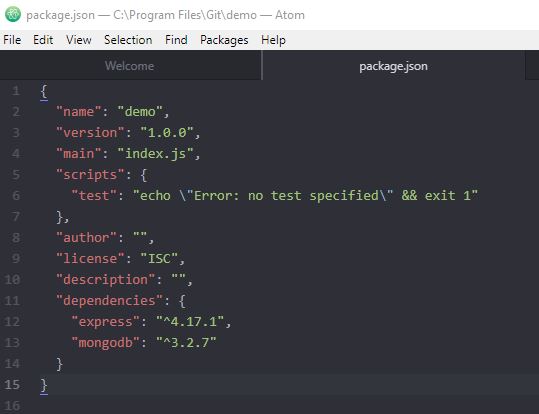 package.json — C:\Program Files\Git\demo — Atom
File Edit View Selection Find Packages Help
Welcome package.json
1 {
2   "name": "demo",
3   "version": "1.0.0",
4   "main": "index.js",
5   "scripts": {
6     "test": "echo \"Error: no test specified\" && exit 1"
7   },
8   "author": "",
9   "license": "ISC",
10   "description": "",
11   "dependencies": {
12     "express": "^4.17.1",
13     "mongodb": "^3.2.7"
14   }
15 }
16